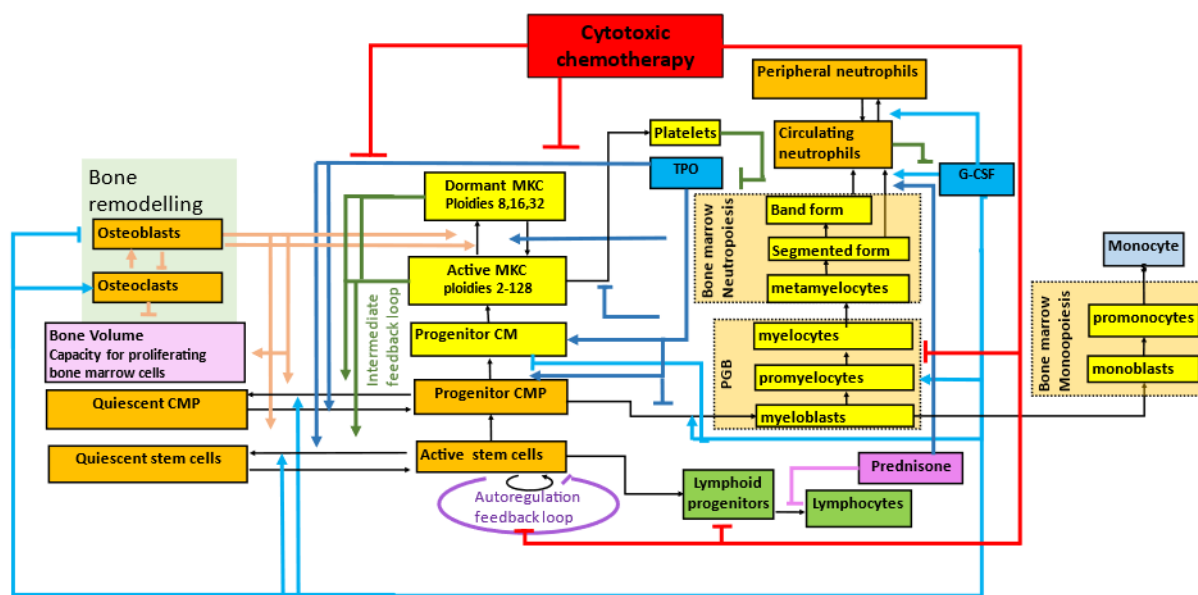 Cytotoxic
chemotherapy
Peripheral neutrophils
Platelets
Circulating
neutrophils
TPO
G-CSF
Bone
remodelling
Dormant MKC
Ploidies 8,16,32
Bone marrow
Neutropoiesis
Band form
Osteoblasts
Segmented form
Monocyte
Active MKC
ploidies 2-128
Osteoclasts
metamyelocytes
Bone marrow
Monoopoiesis
promonocytes
Bone Volume
Capacity for proliferating
bone marrow cells
Intermediate
feedback loop
Progenitor CM
PGB
myelocytes
monoblasts
promyelocytes
Quiescent CMP
Progenitor CMP
myeloblasts
Quiescent stem cells
Active stem cells
Prednisone
Autoregulation
feedback loop
Lymphoid
progenitors
Lymphocytes